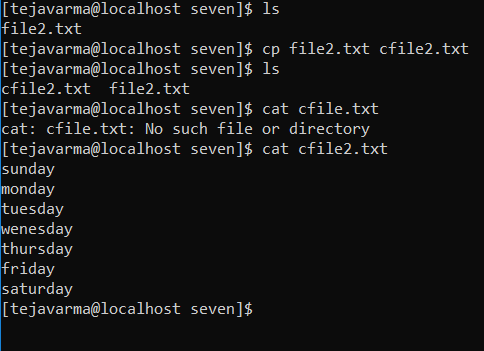 [tejavarma@localhost seven]$ ls
file2.txt
[tejavarma@localhost seven]$ cp file2.txt cfile2.txt
[tejavarma@localhost seven]$ ls
cfile2.txt  file2.txt
[tejavarma@localhost seven]$ cat cfile.txt
cat: cfile.txt: No such file or directory
[tejavarma@localhost seven]$ cat cfile2.txt
sunday
monday
tuesday
wenesday
thursday
friday
saturday
[tejavarma@localhost seven]$